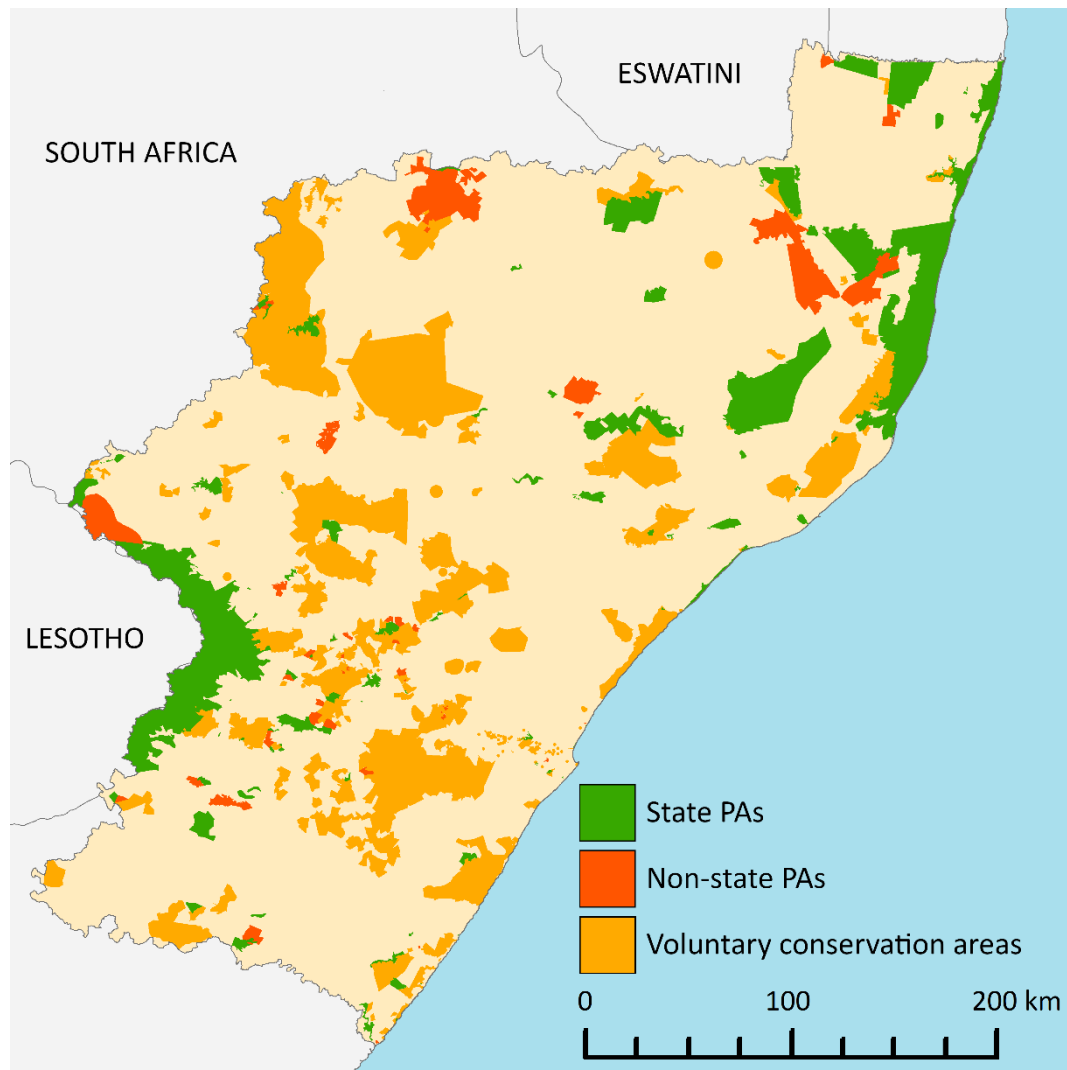 ESWATINI
SOUTH AFRICA
LESOTHO
State PAs
Non-state PAs
Voluntary conservation areas
0 100 200 km